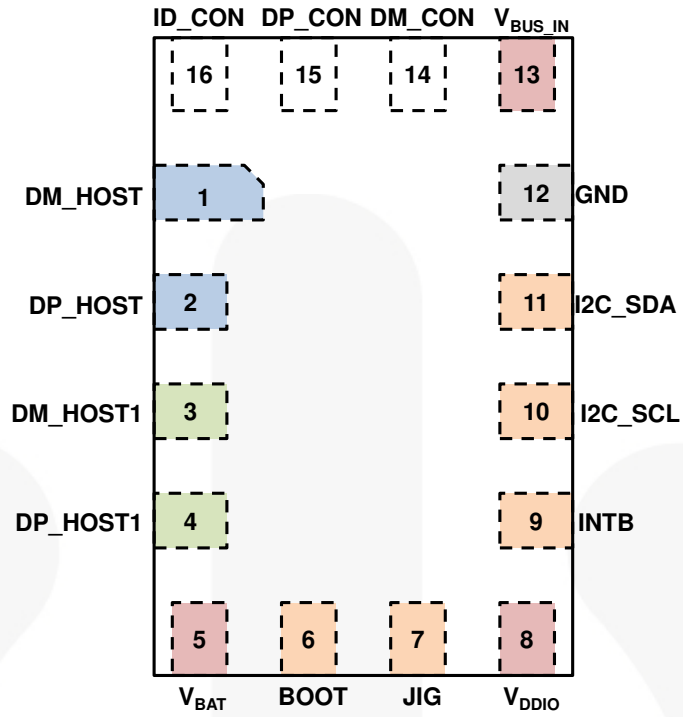 ID_CON DP_CON DM_CON VBUS_IN
16 15 14 13
DM_HOST 1 12 GND
DP_HOST 2 11 I2C_SDA
DM_HOST1 3 10 I2C_SCL
DP_HOST1 4 9 INTB
5 6 7 8
VBAT BOOT JIG VDDIO